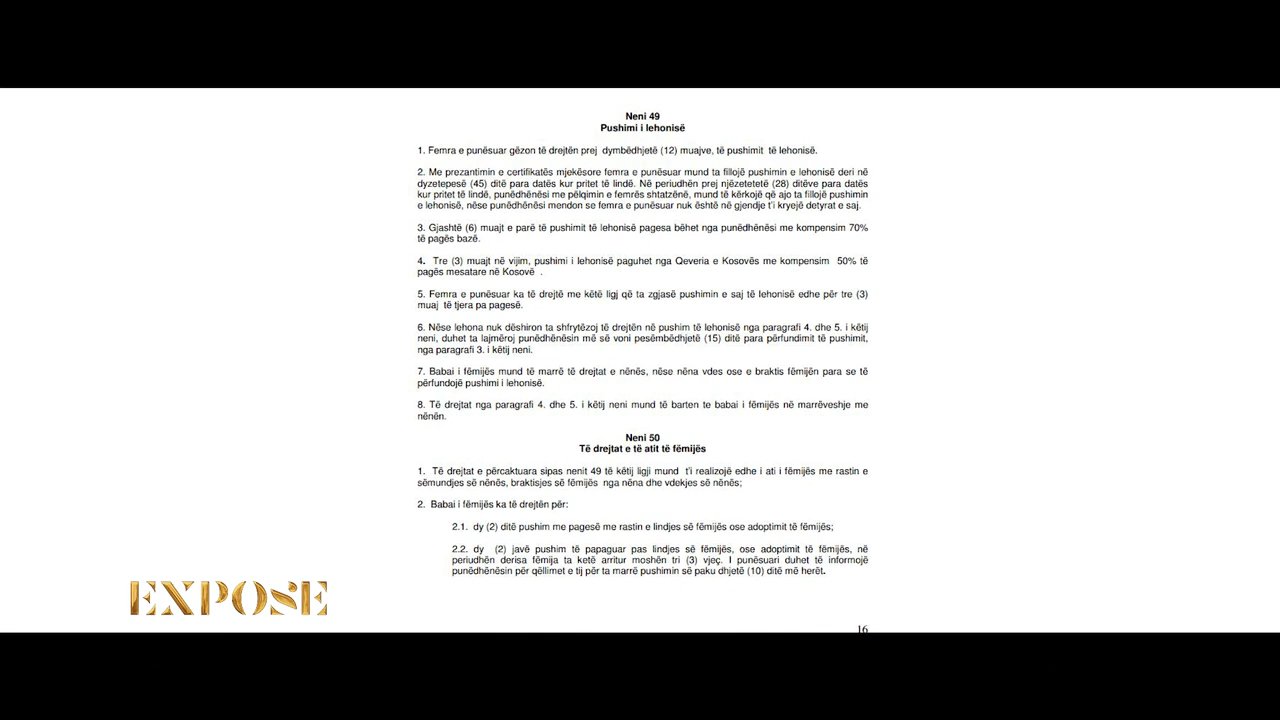 Neni 49
Pushimi i lehonisë
1. Femra e punësuar gëzon të drejtën prej dymbëdhjetë (12) muajve, të pushimit të lehonisë.
2. Me prezantimin e certifikatës mjekësore femra e punësuar mund ta fillojë pushimin e lehonisë deri në
dyzetepesë (45) ditë para datës kur pritet të lindë. Në periudhën prej njëzetetetë (28) ditëve para datës
kur pritet të lindë, punëdhënësi me pëlqimin e femrës shtatzënë, mund të kërkojë që ajo ta fillojë pushimin
e lehonisë, nëse punëdhënësi mendon se femra e punësuar nuk është në gjendje t'i kryejë detyrat e saj.
3. Gjashtë (6) muajt e parë të pushimit të lehonisë pagesa bëhet nga punëdhënësi me kompensim 70%
të pagës bazë.
4. Tre (3) muajt në vijim, pushimi i lehonisë paguhet nga Qeveria e Kosovës me kompensim 50% të
pagës mesatare në Kosovë .
5. Femra e punësuar ka të drejtë me këtë ligj që ta zgjasë pushimin e saj të lehonisë edhe për tre (3)
muaj të tjera pa pagesë.
6. Nëse lehona nuk dëshiron ta shfrytëzoj të drejtën në pushim të lehonisë nga paragrafi 4. dhe 5. i këtij
neni, duhet ta lajmëroj punëdhënësin më së voni pesëmbëdhjetë (15) ditë para përfundimit të pushimit,
nga paragrafi 3. i këtij neni.
7. Babai i fëmijës mund të marrë të drejtat e nënës, nëse nëna vdes ose e braktis fëmijën para se të
përfundojë pushimi i lehonisë.
8. Të drejtat nga paragrafi 4. dhe 5. i këtij neni mund të barten te babai i fëmijës në marrëveshje me
nënën.
Neni 50
Të drejtat e të atit të fëmijës
1. Të drejtat e përcaktuara sipas nenit 49 të këtij ligji mund t'i realizojë edhe i ati i fëmijës me rastin e
sëmundjes së nënës, braktisjes së fëmijës nga nëna dhe vdekjes së nënës;
2. Babai i fëmijës ka të drejtën për:
2.1. dy (2) ditë pushim me pagesë me rastin e lindjes së fëmijës ose adoptimit të fëmijës;
2.2. dy (2) javë pushim të papaguar pas lindjes së fëmijës, ose adoptimit të fëmijës, në
periudhën derisa fëmija ta ketë arritur moshën tri (3) vjeç. I punësuari duhet të informojë
punëdhënësin për qëllimet e tij për ta marrë pushimin së paku dhjetë (10) ditë më herët.
EXPOSE
16